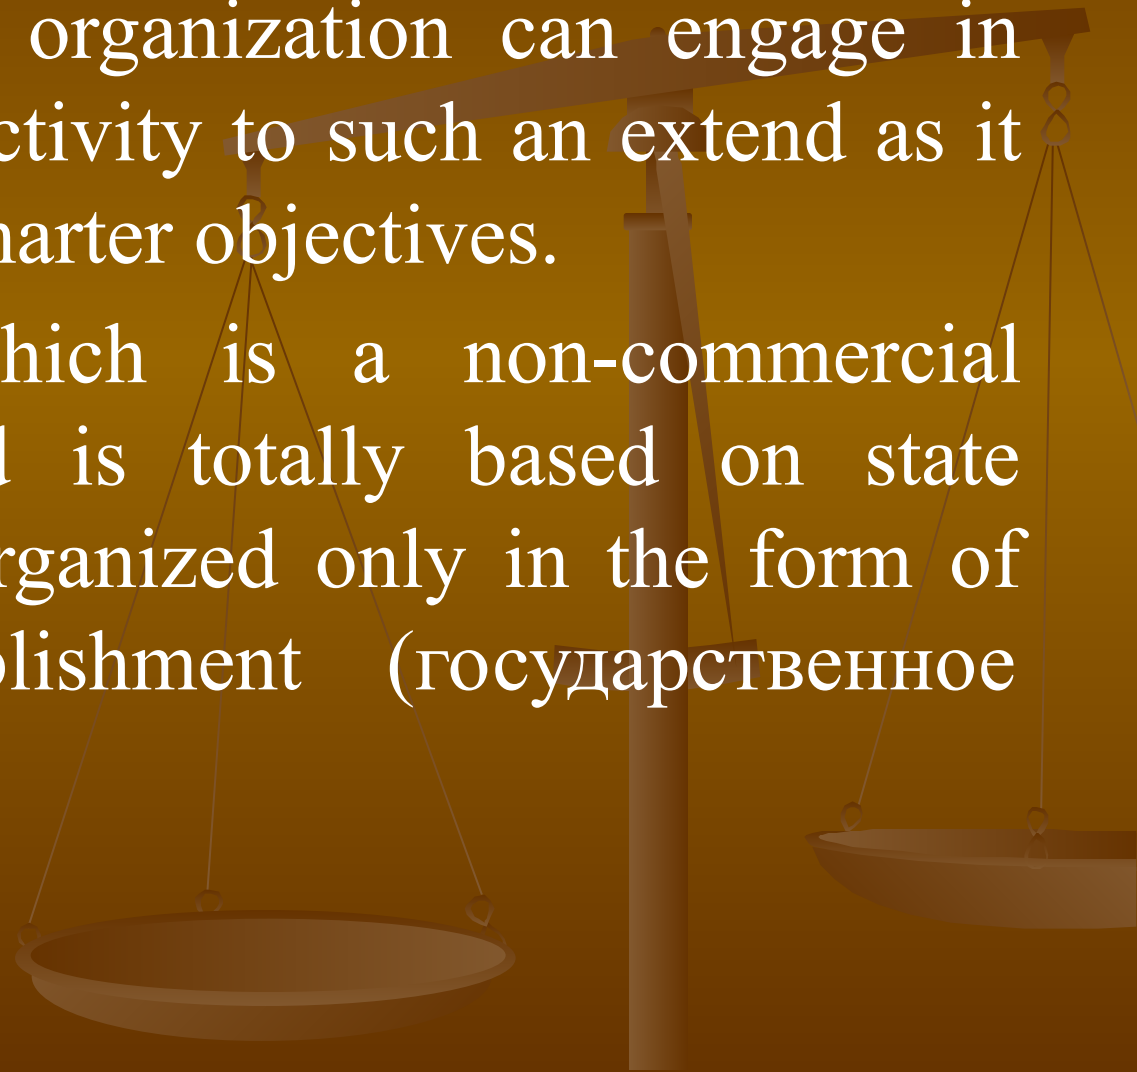 organization can engage in
ctivity to such an extend as it
harter objectives.
hich is a non-commercial
d is totally based on state
rganized only in the form of
lishment (государственное